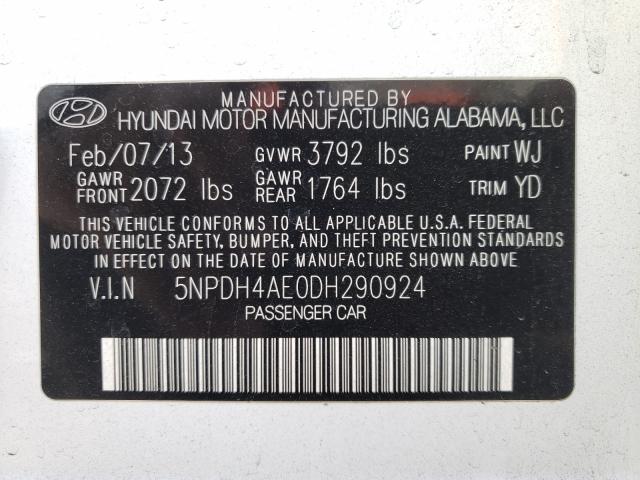 MANUFACTURED BY
HYUNDAI MOTOR MANUFACTURING ALABAMA, LLC
Feb/07/13 GVWR 3792 lbs PAINT WJ
GAWR FRONT 2072 lbs GAWR REAR 1764 lbs TRIM YD
THIS VEHICLE CONFORMS TO ALL APPLICABLE U.S.A. FEDERAL
MOTOR VEHICLE SAFETY, BUMPER, AND THEFT PREVENTION STANDARDS
IN EFFECT ON THE DATE OF MANUFACTURE SHOWN ABOVE.
V.I.N 5NPDH4AE0DH290924
PASSENGER CAR